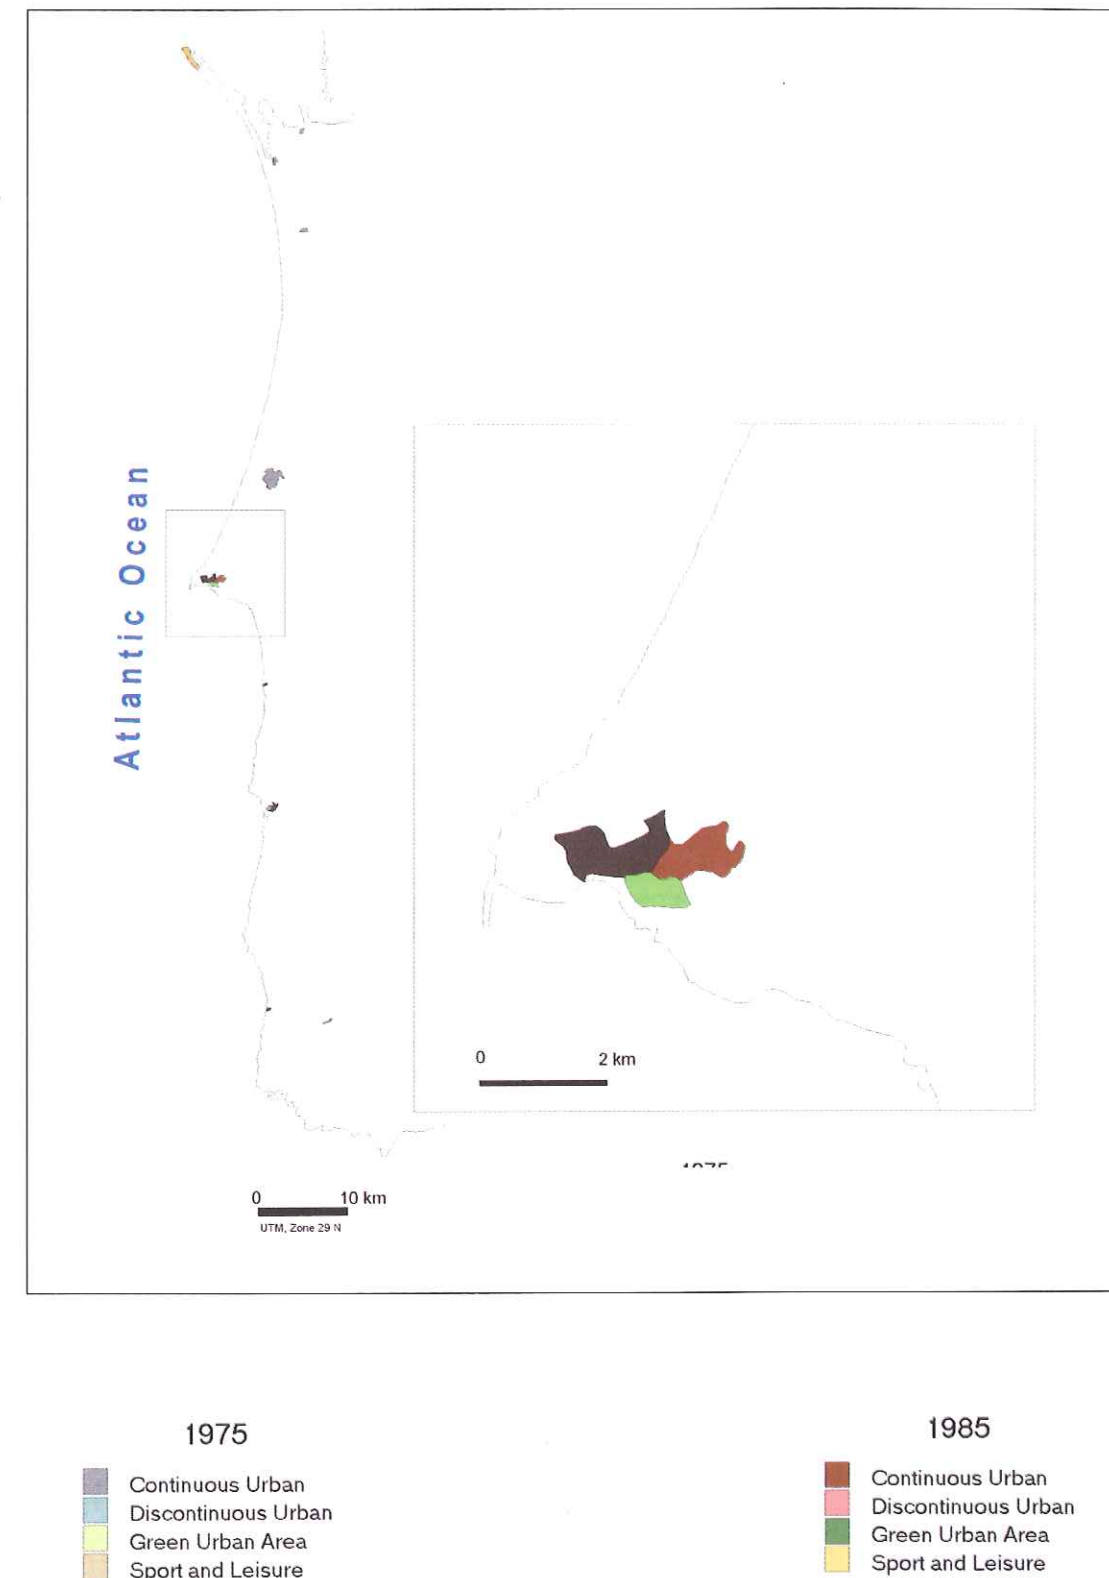 Atlantic Ocean
0 2 km
0 10 km
UTM, Zone 29 N
1975
Continuous Urban
Discontinuous Urban
Green Urban Area
Sport and Leisure
1985
Continuous Urban
Discontinuous Urban
Green Urban Area
Sport and Leisure